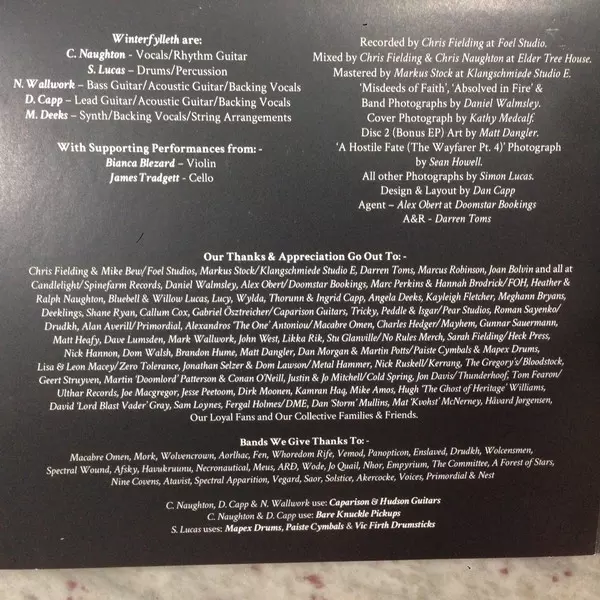 Winterfylleth are:
C. Naughton - Vocals/Rhythm Guitar
S. Lucas – Drums/Percussion
N. Wallwork – Bass Guitar/Acoustic Guitar/Backing Vocals
D. Capp – Lead Guitar/Acoustic Guitar/Backing Vocals
M. Deeks – Synth/Backing Vocals/String Arrangements
With Supporting Performances from: -
Bianca Blezard – Violin
James Tradgett - Cello
Recorded by Chris Fielding at Foel Studio.
Mixed by Chris Fielding & Chris Naughton at Elder Tree House.
Mastered by Markus Stock at Klangschmiede Studio E.
'Misdeeds of Faith', 'Absolved in Fire' &
Band Photographs by Daniel Walmsley.
Cover Photograph by Kathy Medcalf.
Disc 2 (Bonus EP) Art by Matt Dangler.
'A Hostile Fate (The Wayfarer Pt. 4)' Photograph
by Sean Howell.
All other Photographs by Simon Lucas.
Design & Layout by Dan Capp
Agent – Alex Obert at Doomstar Bookings
A&R - Darren Toms
Our Thanks & Appreciation Go Out To: -
Chris Fielding & Mike Bew/Foel Studios, Markus Stock/Klangschmiede Studio E, Darren Toms, Marcus Robinson, Joan Bolvin and all at
Candlelight/Spinefarm Records, Daniel Walmsley, Alex Obert/Doomstar Bookings, Marc Perkins & Hannah Brodrick/FOH, Heather &
Ralph Naughton, Bluebell & Willow Lucas, Lucy, Wylda, Thorunn & Ingrid Capp, Angela Deeks, Kayleigh Fletcher, Meghann Bryans,
Deeklings, Shane Ryan, Callum Cox, Gabriel Ösztreicher/Caparison Guitars, Tricky, Peddle & Isgar/Pear Studios, Roman Sayenko/
Drudkh, Alan Averill/Primordial, Alexandros 'The One' Antoniou/Macabre Omen, Charles Hedger/Mayhem, Gunnar Sauermann,
Matt Heafy, Dave Lumsden, Mark Wallwork, John West, Likka Rik, Stu Glanville/No Rules Merch, Sarah Fielding/Heck Press,
Nick Hannon, Dom Walsh, Brandon Hume, Matt Dangler, Dan Morgan & Martin Potts/Paiste Cymbals & Mapex Drums,
Lisa & Leon Macey/Zero Tolerance, Jonathan Selzer & Dom Lawson/Metal Hammer, Nick Ruskell/Kerrang, The Gregory's/Bloodstock,
Geert Struyven, Martin 'Doomlord' Patterson & Conan O'Neill, Justin & Jo Mitchell/Cold Spring, Jon Davis/Thunderhoof, Tom Fearon/
Ulthar Records, Joe Macgregor, Jesse Peetoom, Dirk Moonen, Kamran Haq, Mike Amos, Hugh 'The Ghost of Heritage' Williams,
David 'Lord Blast Vader' Gray, Sam Loynes, Fergal Holmes/DME, Dan 'Storm' Mullins, Mat 'Kvohst' McNerney, Håvard Jørgensen,
Our Loyal Fans and Our Collective Families & Friends.
Bands We Give Thanks To: -
Macabre Omen, Mork, Wolvencrown, Aorlhac, Fen, Whoredom Rife, Vemod, Panopticon, Enslaved, Drudkh, Wolcensmen,
Spectral Wound, Afsky, Havukruunu, Necronautical, Meus, ARÐ, Wode, Jo Quail, Nhor, Empyrium, The Committee, A Forest of Stars,
Nine Covens, Atavist, Spectral Apparition, Vegard, Saor, Solstice, Akercocke, Voices, Primordial & Nest
C. Naughton, D. Capp & N. Wallwork use: Caparison & Hudson Guitars
C. Naughton & D. Capp use: Bare Knuckle Pickups
S. Lucas uses: Mapex Drums, Paiste Cymbals & Vic Firth Drumsticks